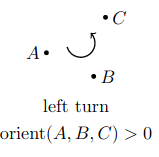 C
A
B
left turn
orient(A, B, C) > 0